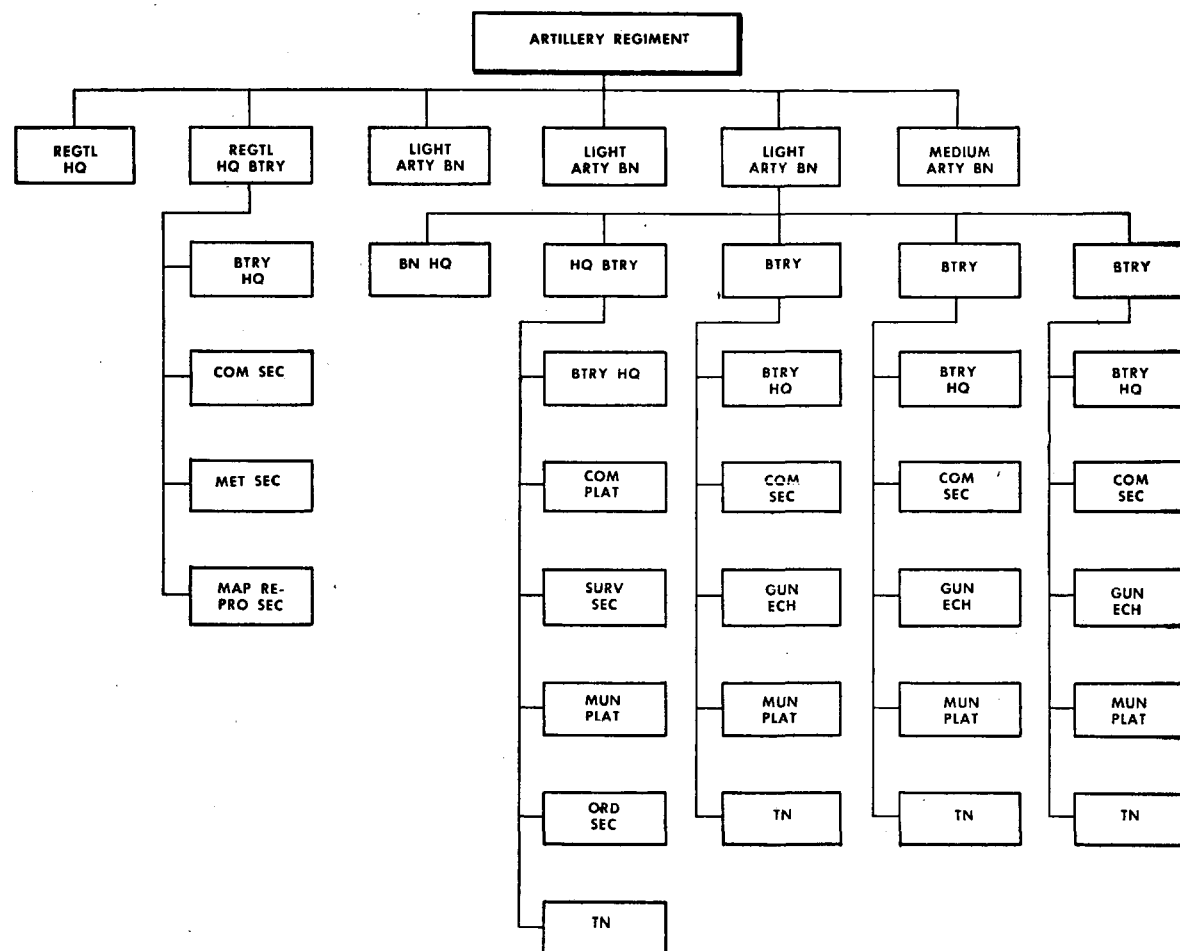 ARTILLERY REGIMENT
REGTL
HQ
REGTL
HQ BTRY
LIGHT
ARTY BN
LIGHT
ARTY BN
LIGHT
ARTY BN
MEDIUM
ARTY BN
BTRY
HQ
COM SEC
MET SEC
MAP RE-
PRO SEC
BN HQ
HQ BTRY
BTRY
BTRY
BTRY
BTRY HQ
COM
PLAT
SURV
SEC
MUN
PLAT
ORD
SEC
TN
BTRY
HQ
COM
SEC
GUN
ECH
MUN
PLAT
TN
BTRY
HQ
COM
SEC
GUN
ECH
MUN
PLAT
TN
BTRY
HQ
COM
SEC
GUN
ECH
MUN
PLAT
TN